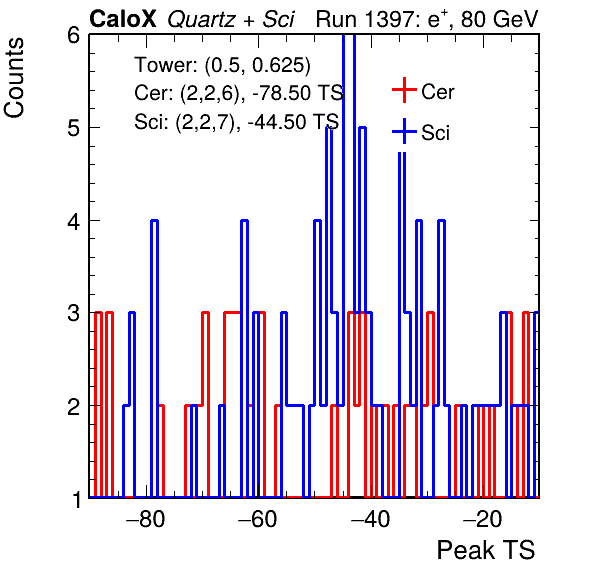 CaloX Quartz + Sci Run 1397: e+, 80 GeV
Counts
Tower: (0.5, 0.625)
Cer: (2,2,6), -78.50 TS
Sci: (2,2,7), -44.50 TS
Cer
Sci
6
5
4
3
2
1
−80 −60 −40 −20
Peak TS